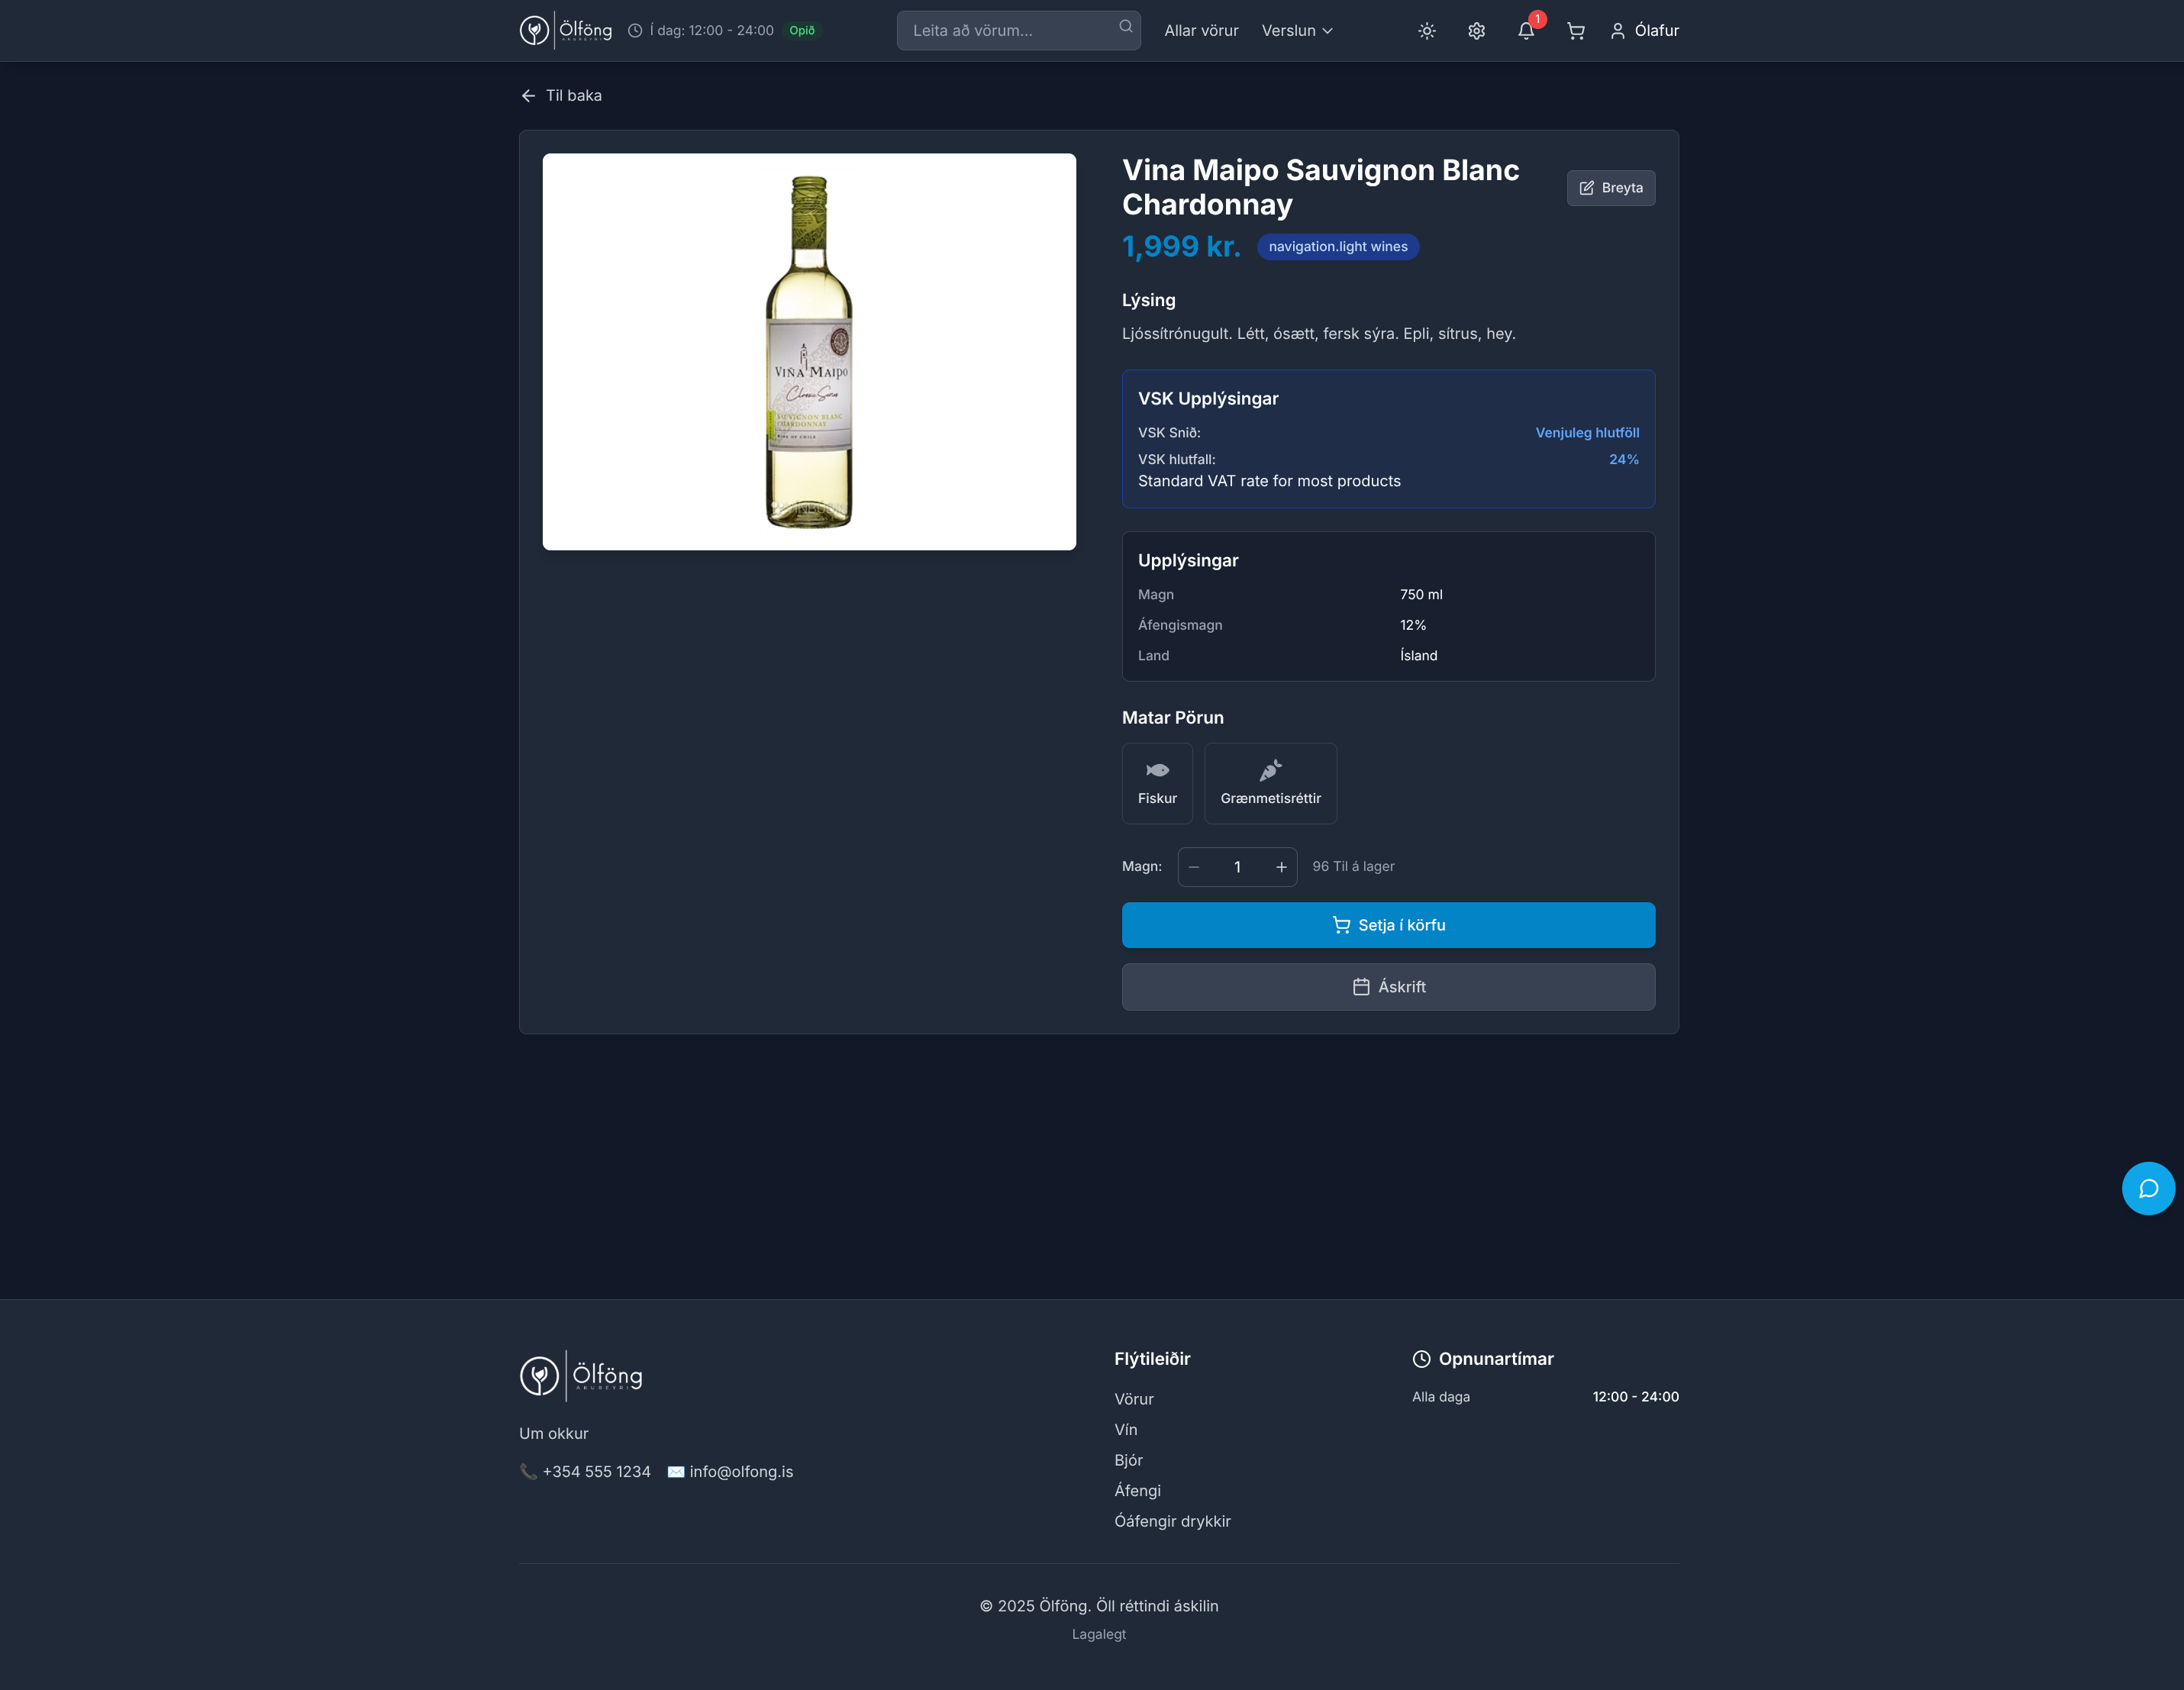 Ölföng
AKUREYRI
Í dag: 12:00 - 24:00
Opið
Leita að vörum...
Allar vörur
Verslun
1
Ólafur
Til baka
VIÑA MAIPO
SAUVIGNON BLANC
CHARDONNAY
WINE OF CHILE
Vina Maipo Sauvignon Blanc
Chardonnay
Breyta
1,999 kr.
navigation.light wines
Lýsing
Ljóssítrónugult. Létt, ósætt, fersk sýra. Epli, sítrus, hey.
VSK Upplýsingar
VSK Snið:
Venjuleg hlutföll
VSK hlutfall:
24%
Standard VAT rate for most products
Upplýsingar
Magn
750 ml
Áfengismagn
12%
Land
Ísland
Matar Pörun
Fiskur
Grænmetisréttir
Magn:
1
96 Til á lager
Setja í körfu
Áskrift
Ölföng
AKUREYRI
Um okkur
+354 555 1234
info@olfong.is
Flýtileiðir
Vörur
Vín
Bjór
Áfengi
Óáfengir drykkir
Opnunartímar
Alla daga
12:00 - 24:00
© 2025 Ölföng. Öll réttindi áskilin
Lagalegt